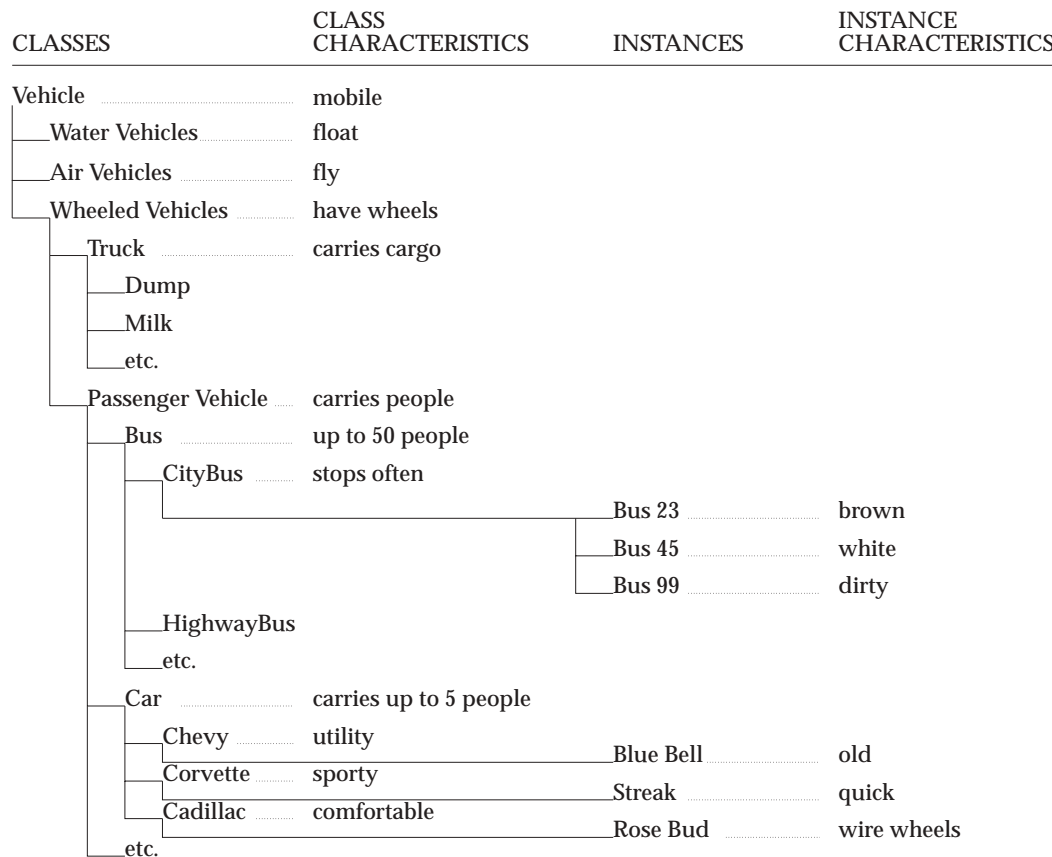 CLASSES CLASS CHARACTERISTICS INSTANCES INSTANCE CHARACTERISTICS
Vehicle mobile
Water Vehicles float
Air Vehicles fly
Wheeled Vehicles have wheels
Truck carries cargo
Dump
Milk
etc.
Passenger Vehicle carries people
Bus up to 50 people
CityBus stops often
Bus 23 brown
Bus 45 white
Bus 99 dirty
HighwayBus
etc.
Car carries up to 5 people
Chevy utility
Blue Bell old
Corvette sporty
Streak quick
Cadillac comfortable
Rose Bud wire wheels
etc.